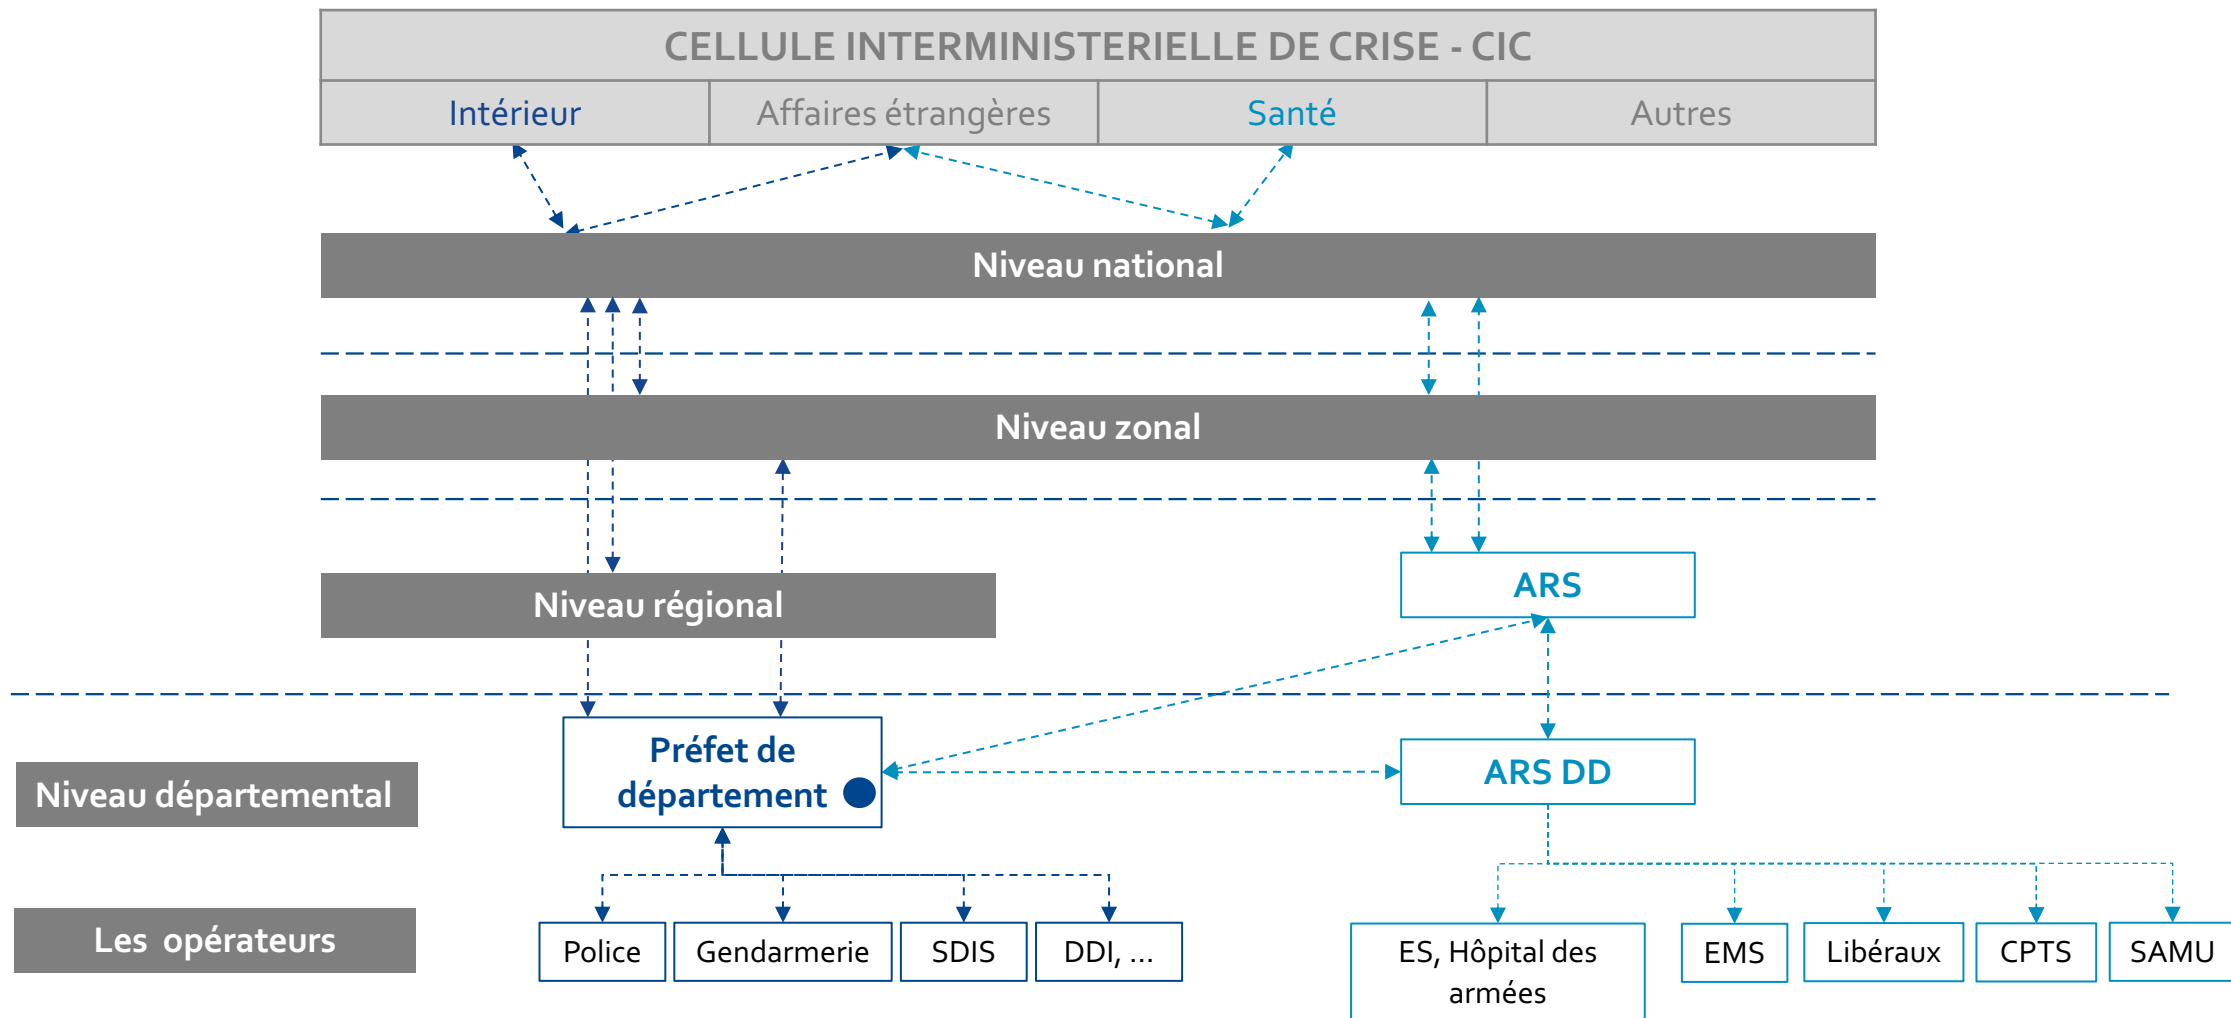 CELLULE INTERMINISTERIELLE DE CRISE - CIC
Intérieur
Affaires étrangères
Santé
Autres
Niveau national
Niveau zonal
Niveau régional
ARS
Préfet de
département
ARS DD
Niveau départemental
Les opérateurs
Police
Gendarmerie
SDIS
DDI, ...
ES, Hôpital des
armées
EMS
Libéraux
CPTS
SAMU